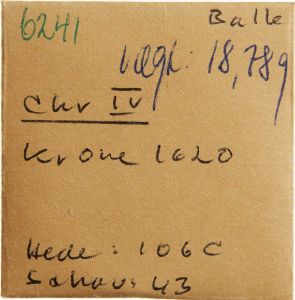 6241 Balle
vægt: 18,78g
Chr IV
Krone 1620
Hede: 106C
Schou: 43